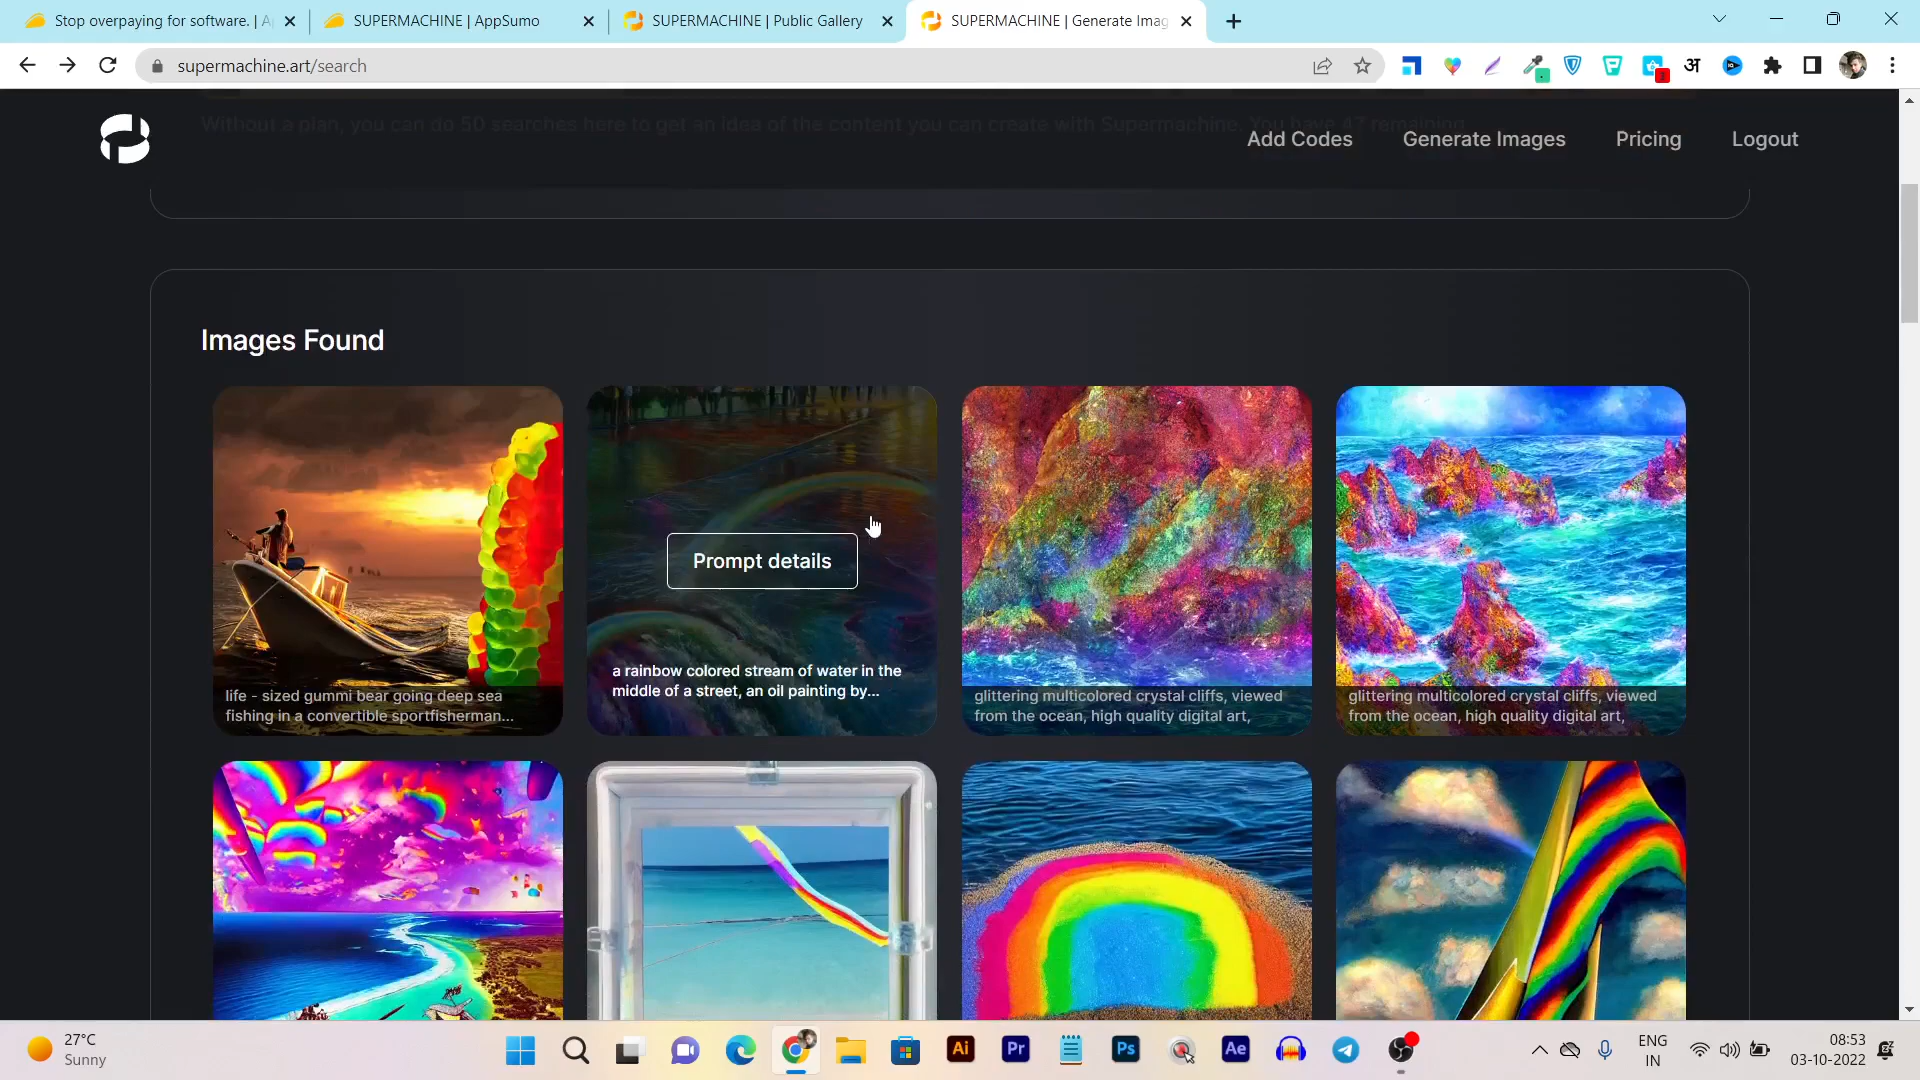 Stop overpaying for software. | A
SUPERMACHINE | AppSumo
SUPERMACHINE | Public Gallery
SUPERMACHINE | Generate Imag
supermachine.art/search
अ
Without a plan, you can do 50 searches here to get an idea of the content you can create with Supermachine. You have 47 remaining.
Add Codes
Generate Images
Pricing
Logout
Images Found
Prompt details
life - sized gummi bear going deep sea
fishing in a convertible sportfisherman...
a rainbow colored stream of water in the
middle of a street, an oil painting by...
glittering multicolored crystal cliffs, viewed
from the ocean, high quality digital art,
glittering multicolored crystal cliffs, viewed
from the ocean, high quality digital art,
27°C
Sunny
Ai
Pr
Ps
Ae
ENG
IN
08:53
03-10-2022